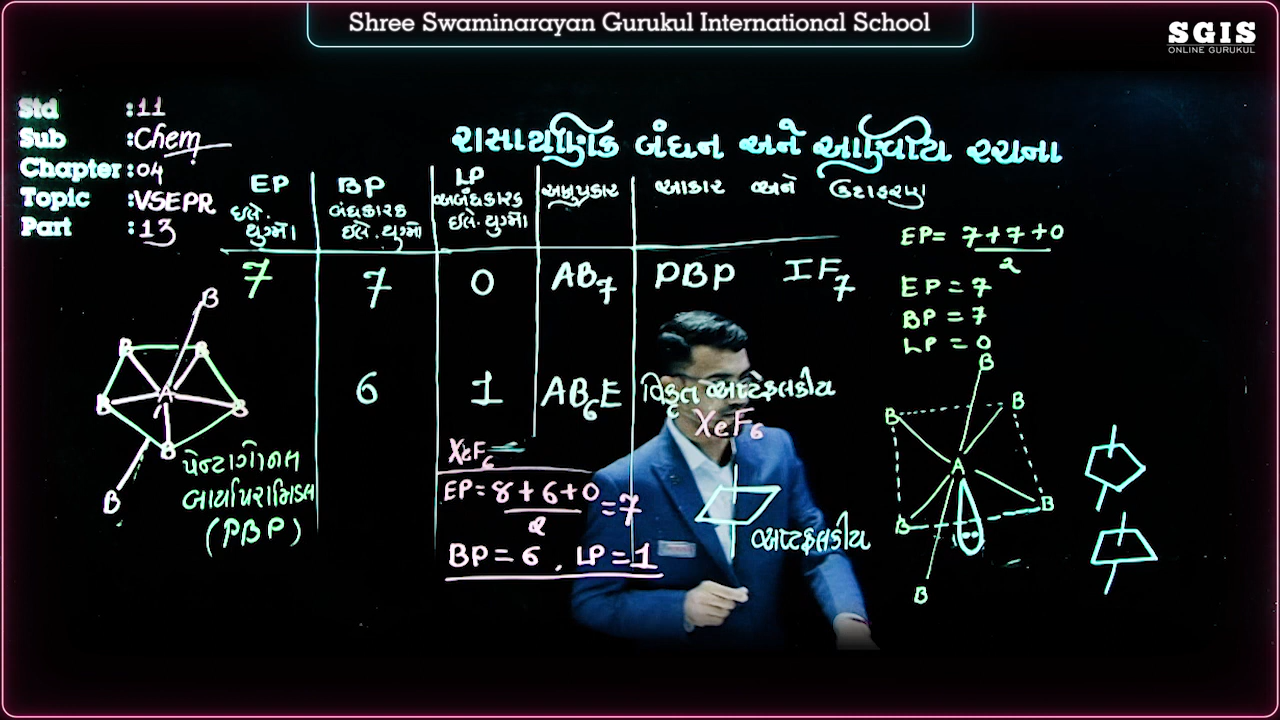 Shree Swaminarayan Gurukul International School
SGIS
ONLINE GURUKUL
Std : 11
Sub : Chem
Chapter : 04
Topic : VSEPR
Part : 13
રાસાયણિક બંધન અને આણ્વીય રચના
EP BP LP અણુપ્રકાર આકાર અને ઉદાહરણ
ઇલે. યુગ્મો બંધકારક ઇલે. યુગ્મો અબંધકારક ઇલે. યુગ્મો
7 7 0 AB7 PBP IF7
6 1 AB6E વિકૃત અષ્ટફલકીય
XeF6
XeF6
EP = 8 + 6 + 0 / 2 = 7
BP = 6 , LP = 1
અષ્ટફલકીય
EP = 7 + 7 + 0 / 2
EP = 7
BP = 7
LP = 0
B
B B
A
B B
B
B
પેન્ટાગોનલ
બાયપિરામિડલ
(PBP)
B
B B
A
B B
B